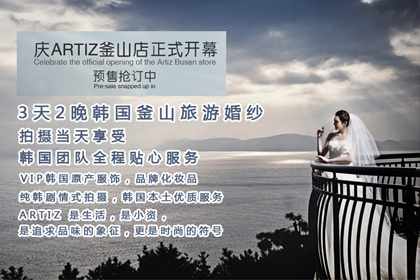 庆ARTIZ釜山店正式开幕
Celebrate the official opening of the Artiz Busan store
预售抢订中
Pre-sale snapped up in
3天2晚韩国釜山旅游婚纱
拍摄当天享受
韩国团队全程贴心服务
VIP韩国原产服饰，品牌化妆品
纯韩剧情式拍摄，韩国本土优质服务
ARTIZ 是生活，是小资，
是追求品味的象征，更是时尚的符号